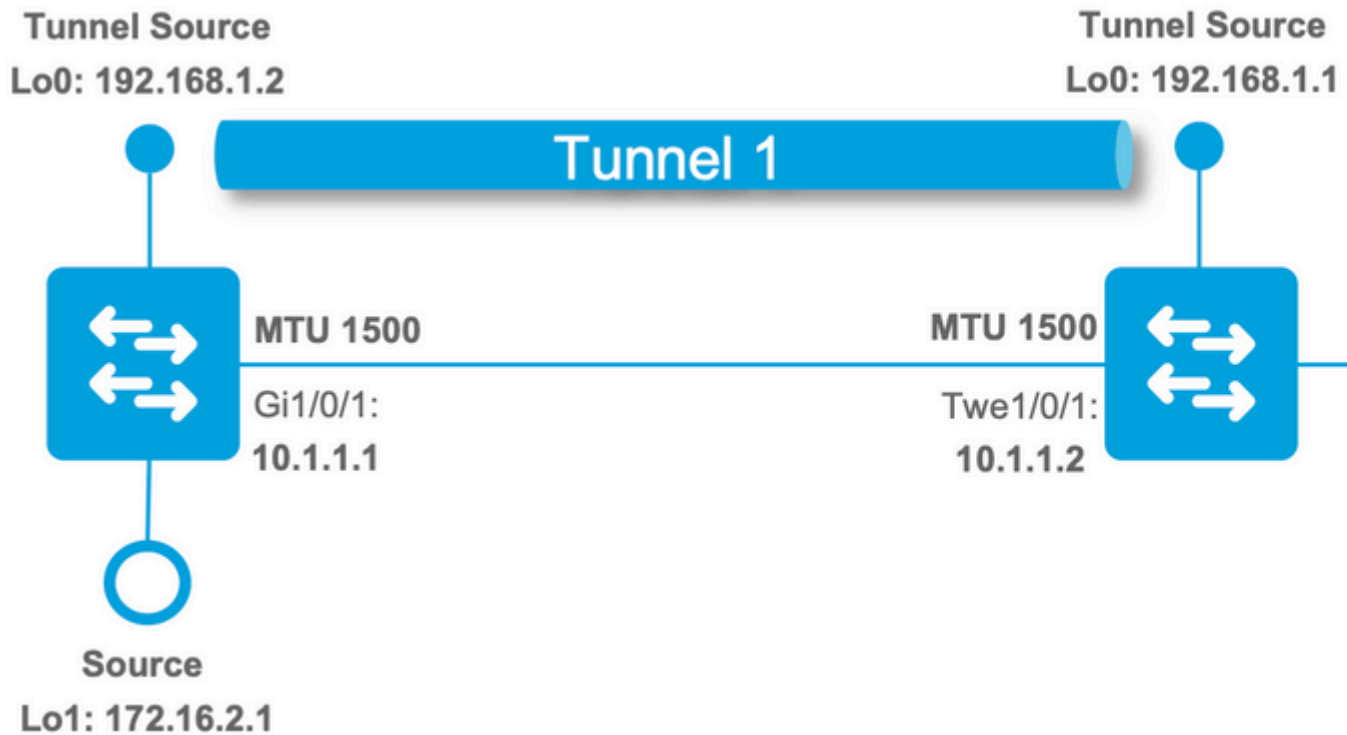 Tunnel Source
Lo0: 192.168.1.2
Tunnel Source
Lo0: 192.168.1.1
Tunnel 1
MTU 1500
Gi1/0/1:
10.1.1.1
MTU 1500
Twe1/0/1:
10.1.1.2
Source
Lo1: 172.16.2.1